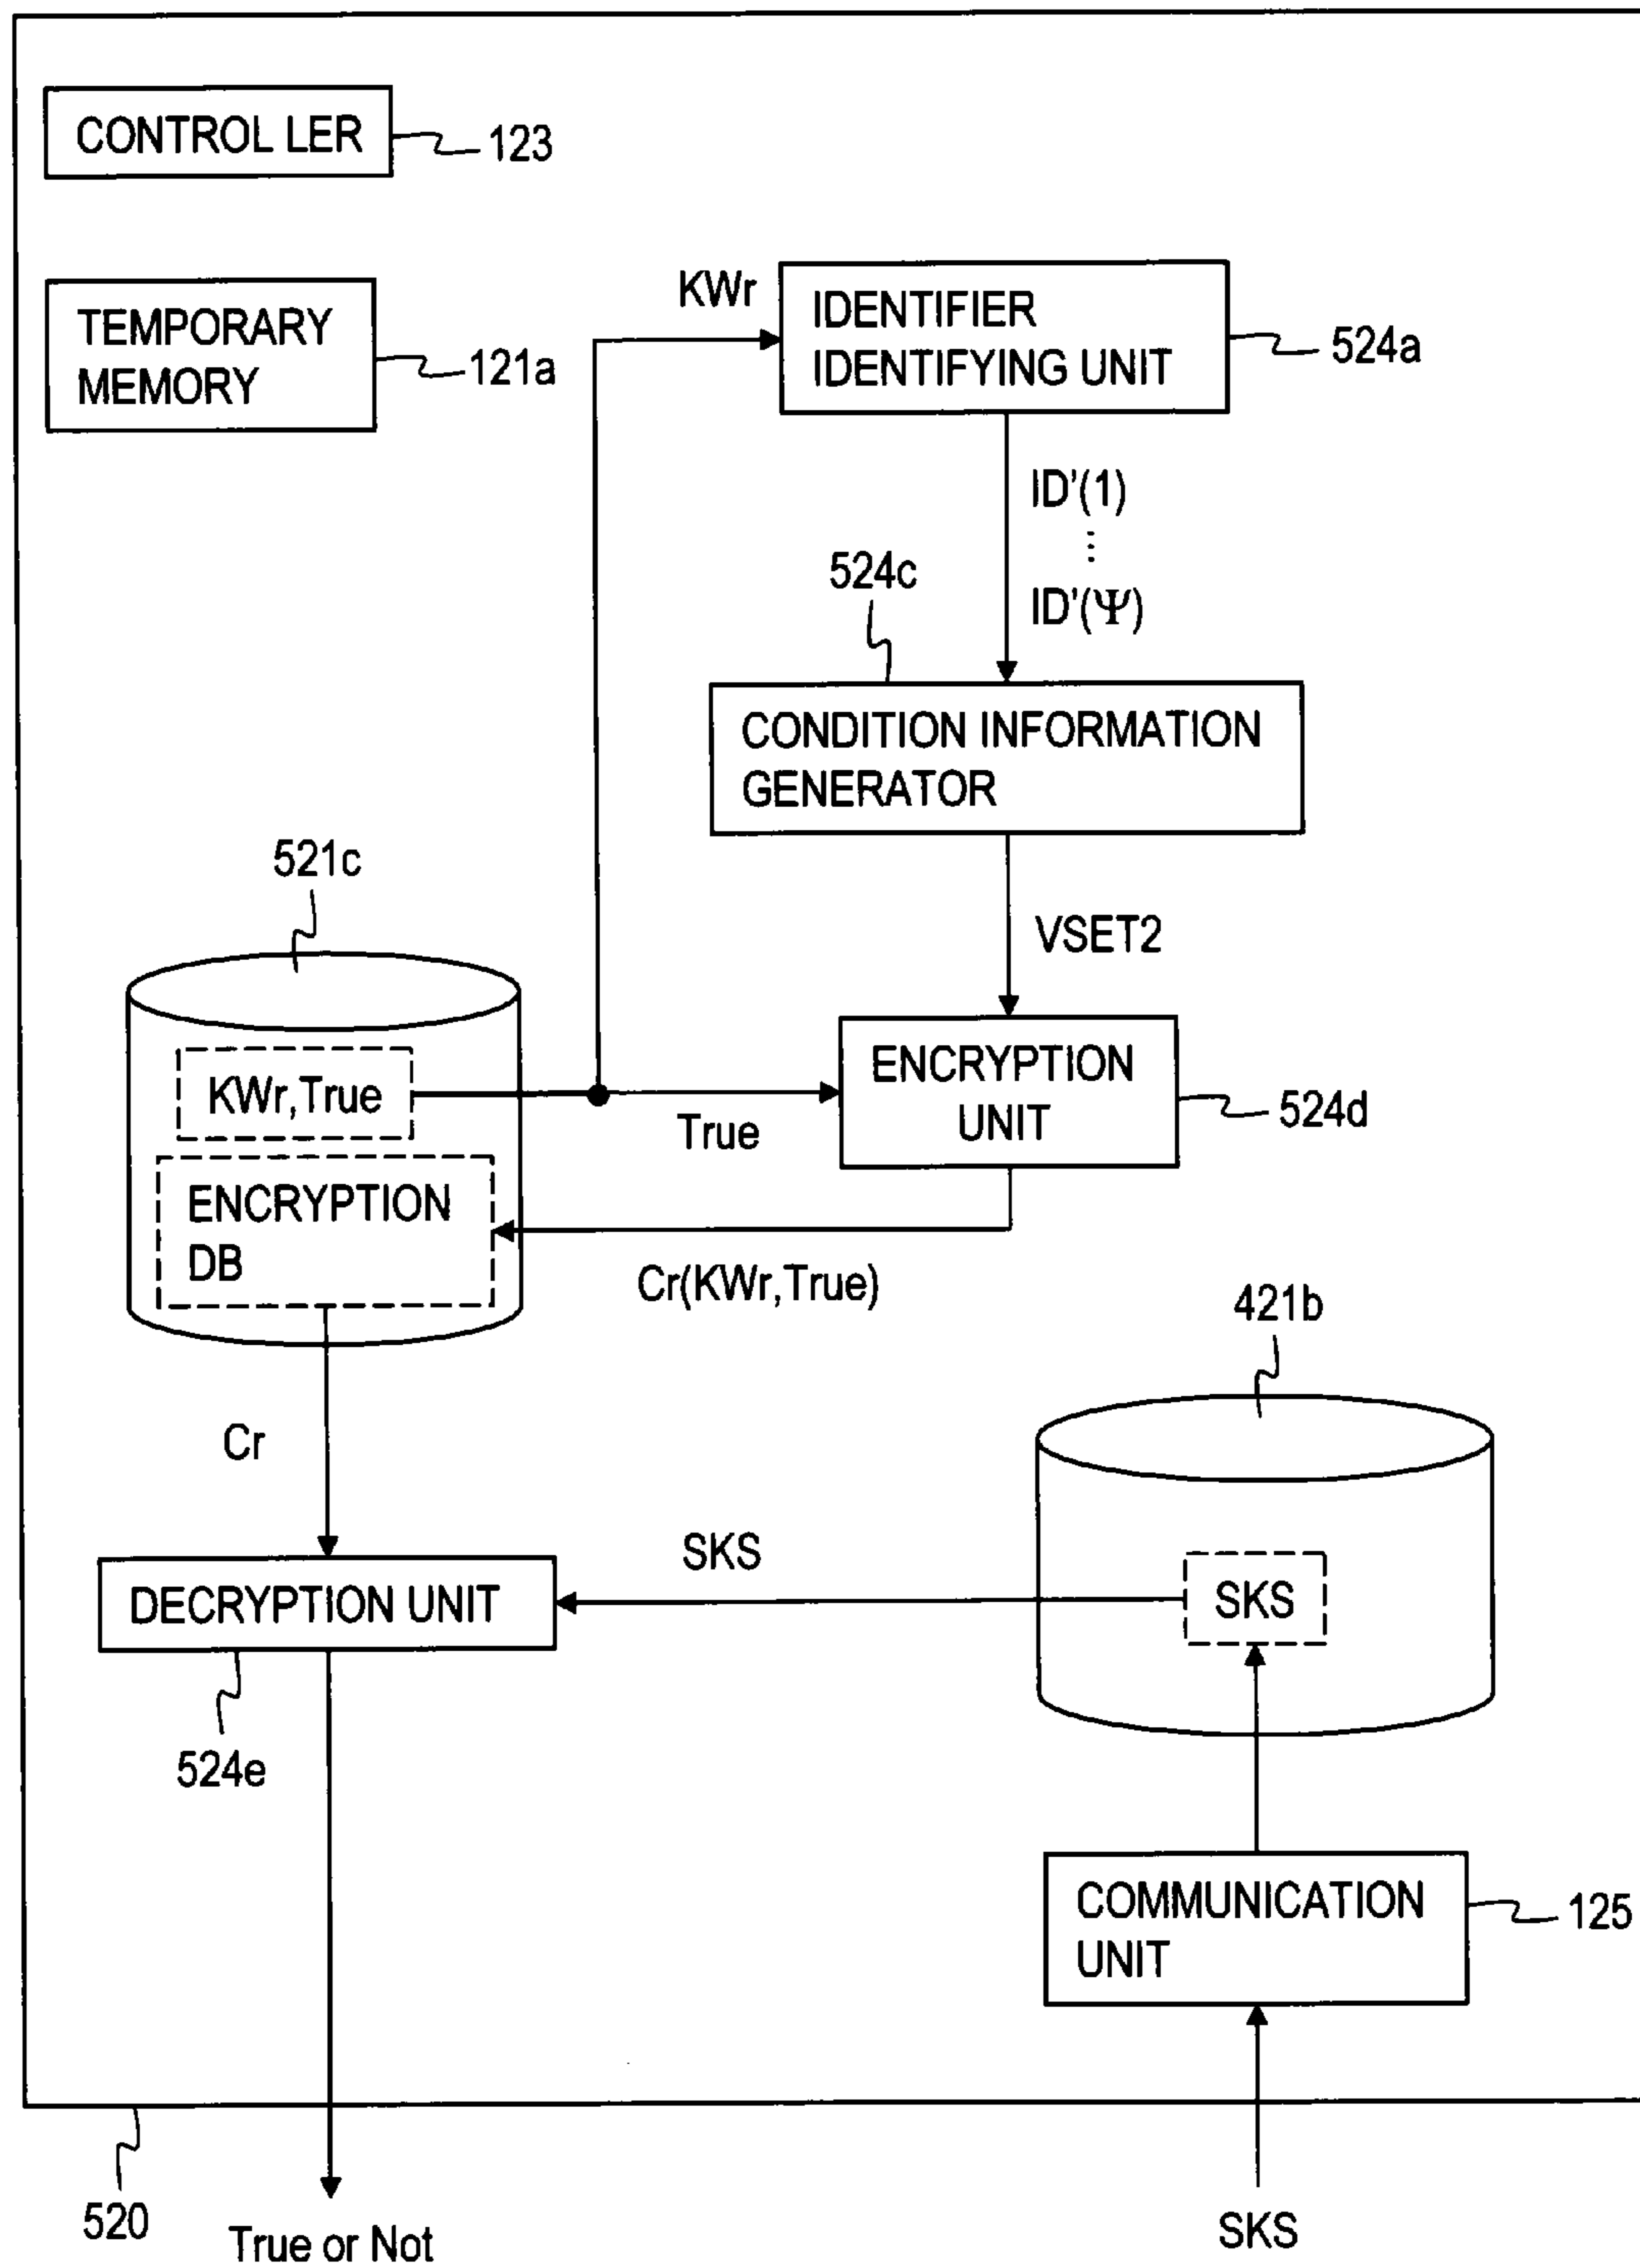 CONTROL LER
123
TEMPORARY
MEMORY
121a
KWr
IDENTIFIER
IDENTIFYING UNIT
524a
ID'(1)
⋮
ID'(Ψ)
524c
CONDITION INFORMATION
GENERATOR
521c
VSET2
KWr,True
True
ENCRYPTION
UNIT
524d
ENCRYPTION
DB
Cr(KWr,True)
421b
Cr
SKS
SKS
DECRYPTION UNIT
524e
COMMUNICATION
UNIT
125
520
True or Not
SKS